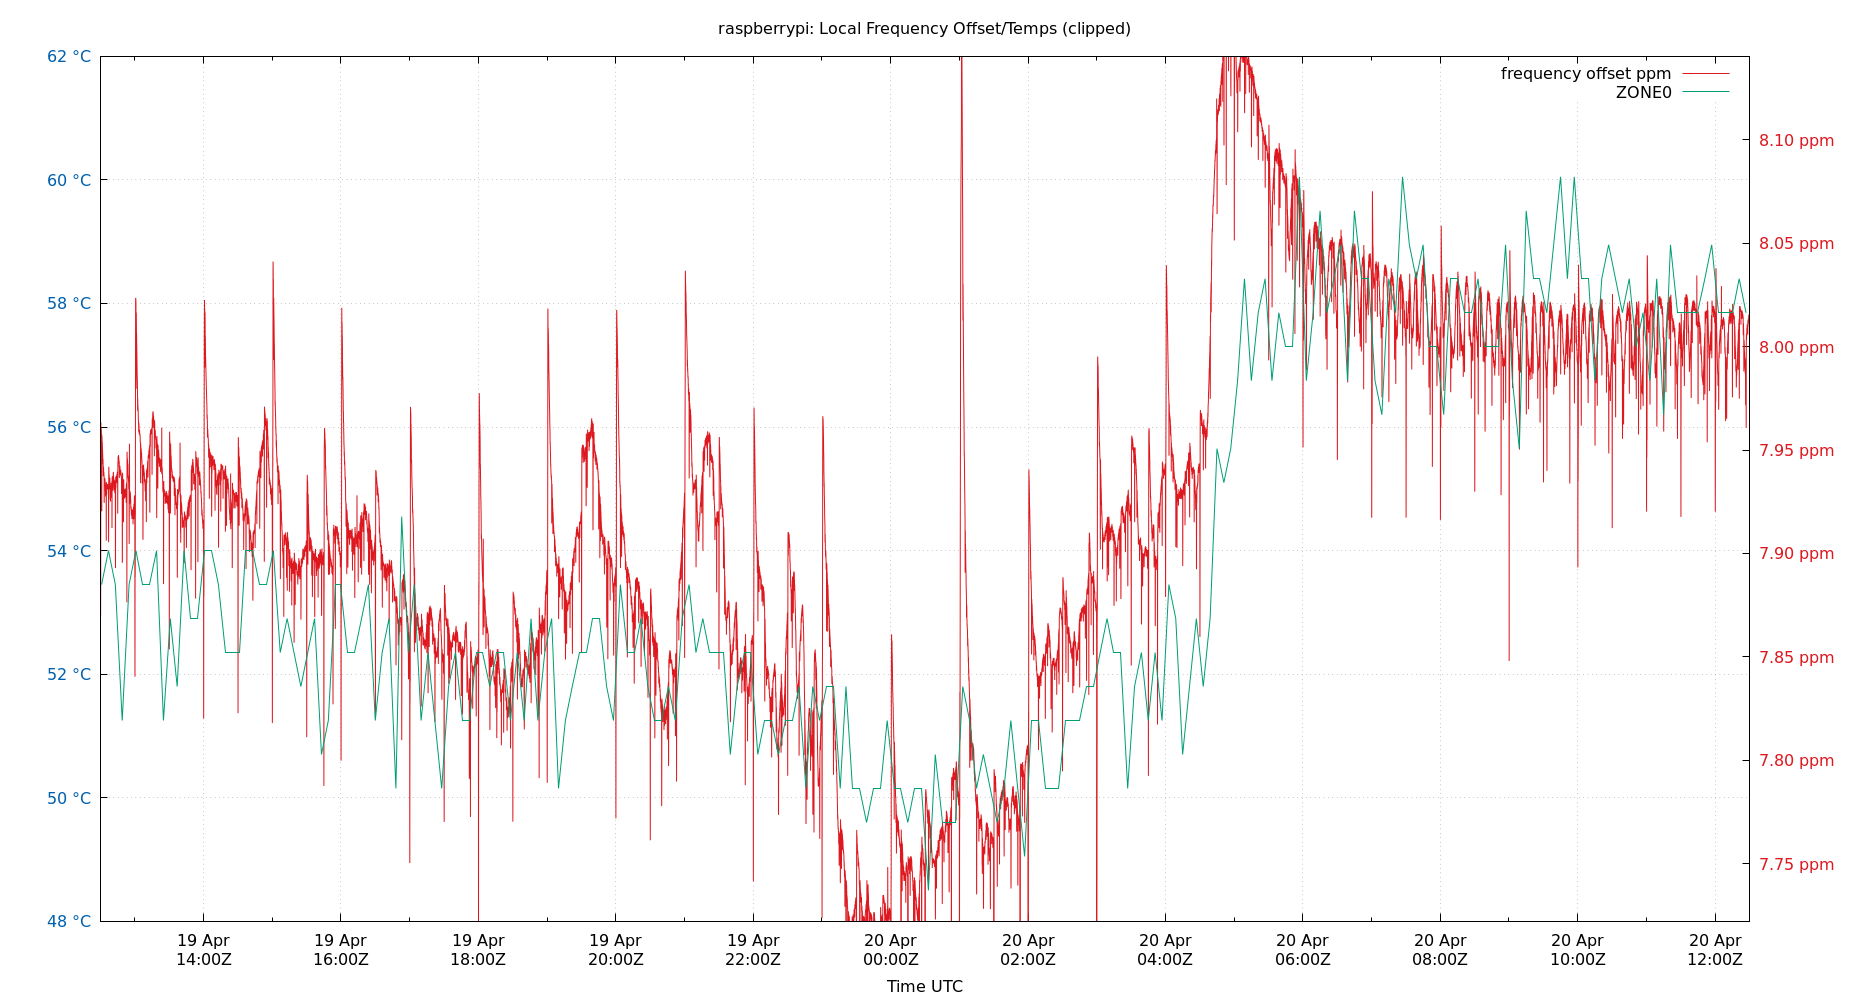 raspberrypi: Local Frequency Offset/Temps (clipped)
frequency offset ppm
ZONE0
62 °C
60 °C
58 °C
56 °C
54 °C
52 °C
50 °C
48 °C
8.10 ppm
8.05 ppm
8.00 ppm
7.95 ppm
7.90 ppm
7.85 ppm
7.80 ppm
7.75 ppm
19 Apr 19 Apr 19 Apr 19 Apr 19 Apr 20 Apr 20 Apr 20 Apr 20 Apr 20 Apr 20 Apr 20 Apr
14:00Z 16:00Z 18:00Z 20:00Z 22:00Z 00:00Z 02:00Z 04:00Z 06:00Z 08:00Z 10:00Z 12:00Z
Time UTC